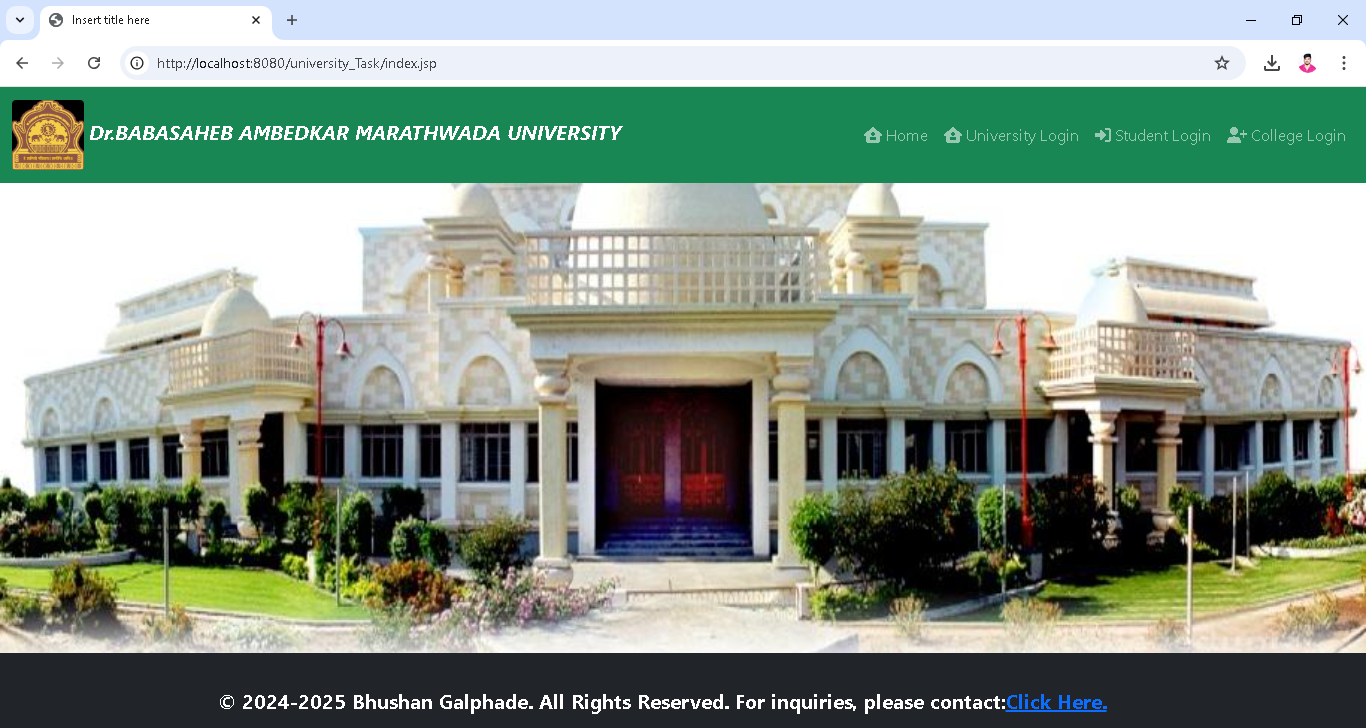 Insert title here
http://localhost:8080/university_Task/index.jsp
Dr.BABASAHEB AMBEDKAR MARATHWADA UNIVERSITY
Home University Login Student Login College Login
© 2024-2025 Bhushan Galphade. All Rights Reserved. For inquiries, please contact:Click Here.